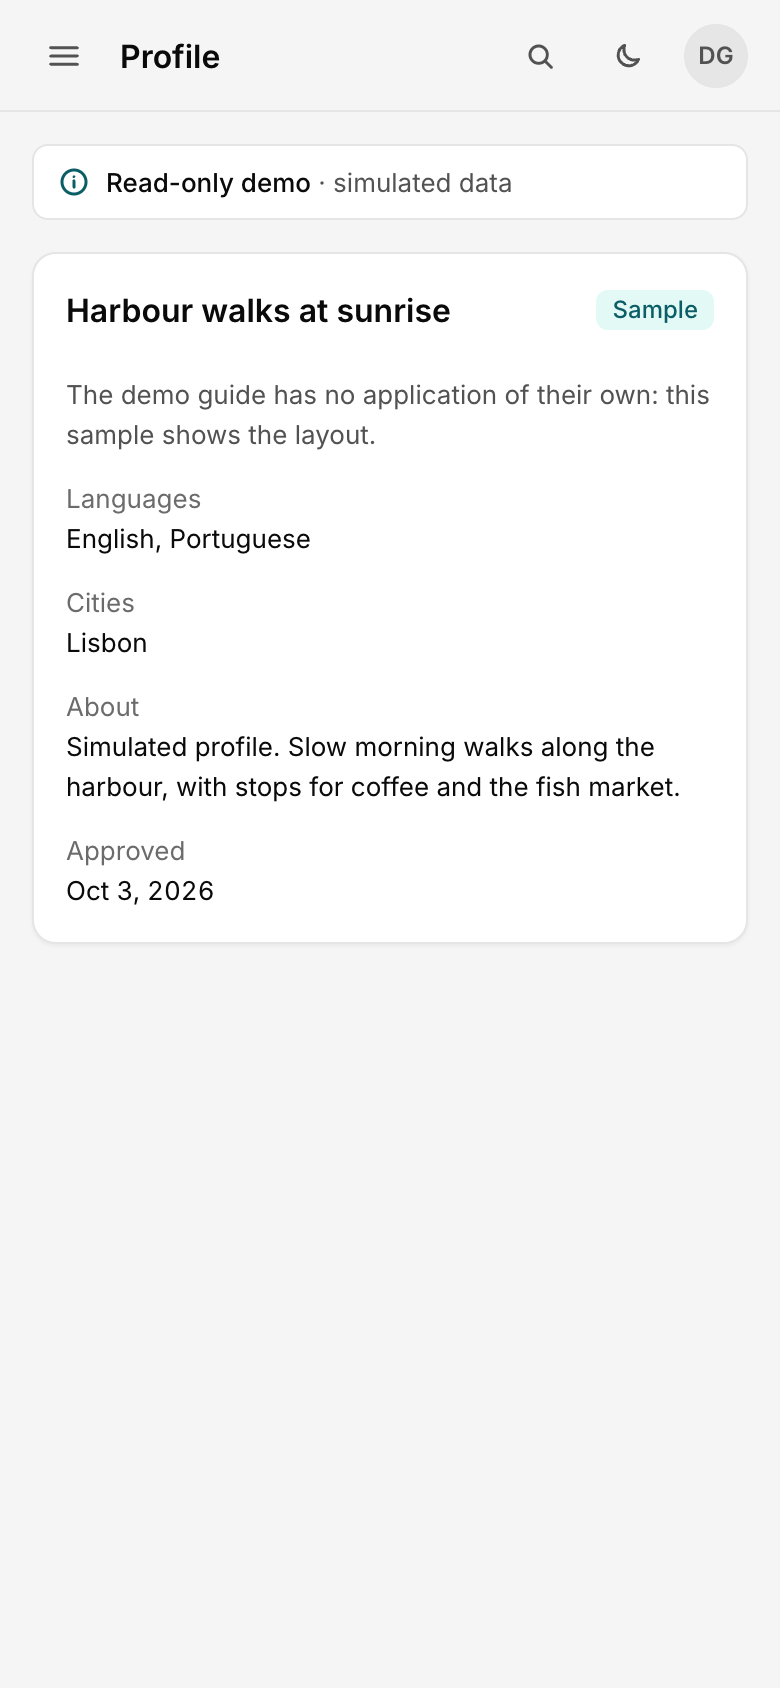 Profile
DG
Read-only demo · simulated data
Harbour walks at sunrise
Sample
The demo guide has no application of their own: this
sample shows the layout.
Languages
English, Portuguese
Cities
Lisbon
About
Simulated profile. Slow morning walks along the
harbour, with stops for coffee and the fish market.
Approved
Oct 3, 2026